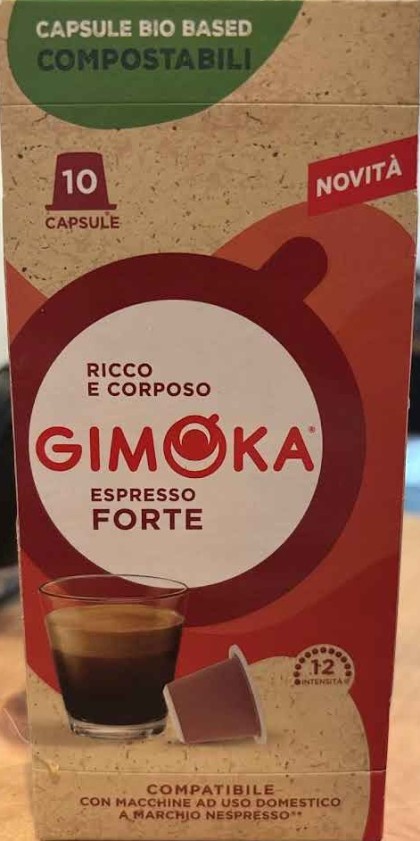 CAPSULE BIO BASED
COMPOSTABILI
10
CAPSULE
NOVITÀ
RICCO
E CORPOSO
GIMOKA®
ESPRESSO
FORTE
12
INTENSITÀ
COMPATIBILE
CON MACCHINE AD USO DOMESTICO
A MARCHIO NESPRESSO**